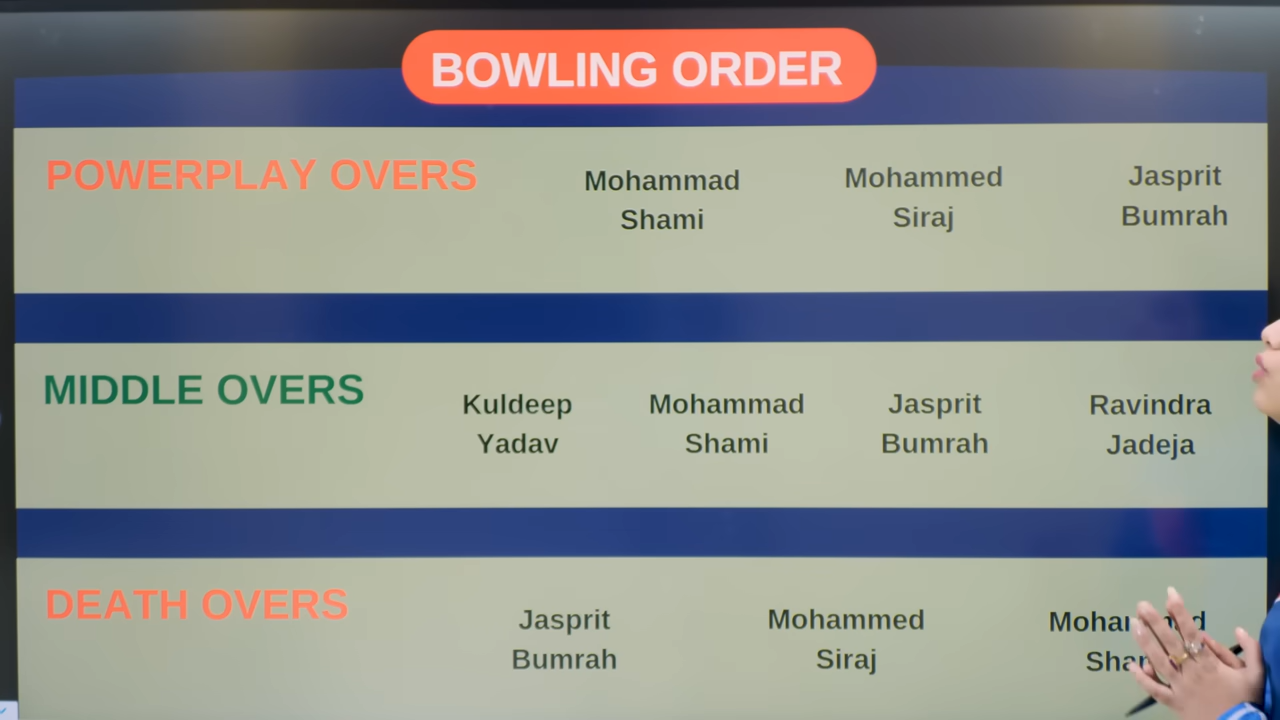 BOWLING ORDER
POWERPLAY OVERS
Mohammad
Shami
Mohammed
Siraj
Jasprit
Bumrah
MIDDLE OVERS
Kuldeep
Yadav
Mohammad
Shami
Jasprit
Bumrah
Ravindra
Jadeja
DEATH OVERS
Jasprit
Bumrah
Mohammed
Siraj